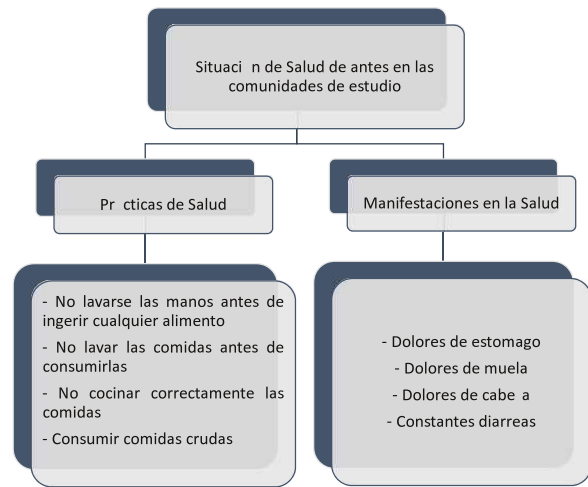 Situaci n de Salud de antes en las
comunidades de estudio
Pr cticas de Salud
Manifestaciones en la Salud
- No lavarse las manos antes de
ingerir cualquier alimento
- No lavar las comidas antes de
consumirlas
- No cocinar correctamente las
comidas
- Consumir comidas crudas
- Dolores de estomago
- Dolores de muela
- Dolores de cabe a
- Constantes diarreas